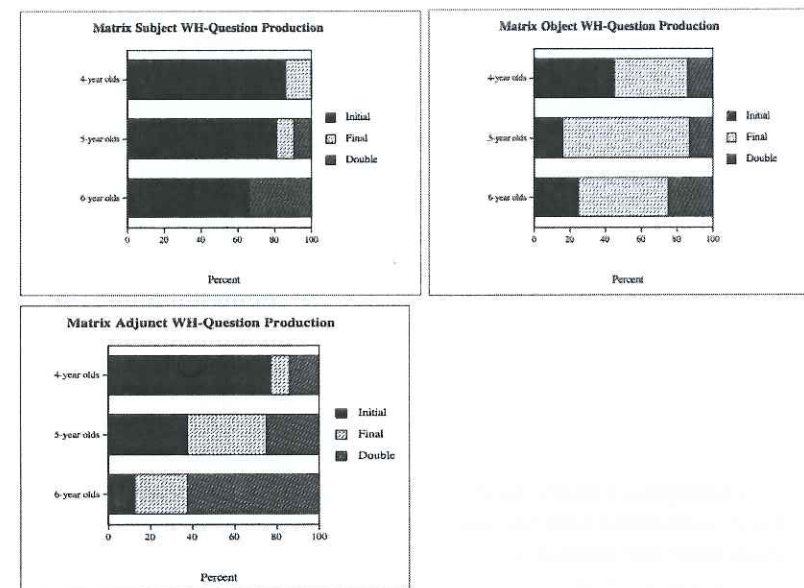 Matrix Subject WH-Question Production
4-year olds
5-year olds
6-year olds
0 20 40 60 80 100
Percent
Initial
Final
Double
Matrix Object WH-Question Production
4-year olds
5-year olds
6-year olds
0 20 40 60 80 100
Percent
Initial
Final
Double
Matrix Adjunct WH-Question Production
4-year olds
5-year olds
6-year olds
0 20 40 60 80 100
Percent
Initial
Final
Double